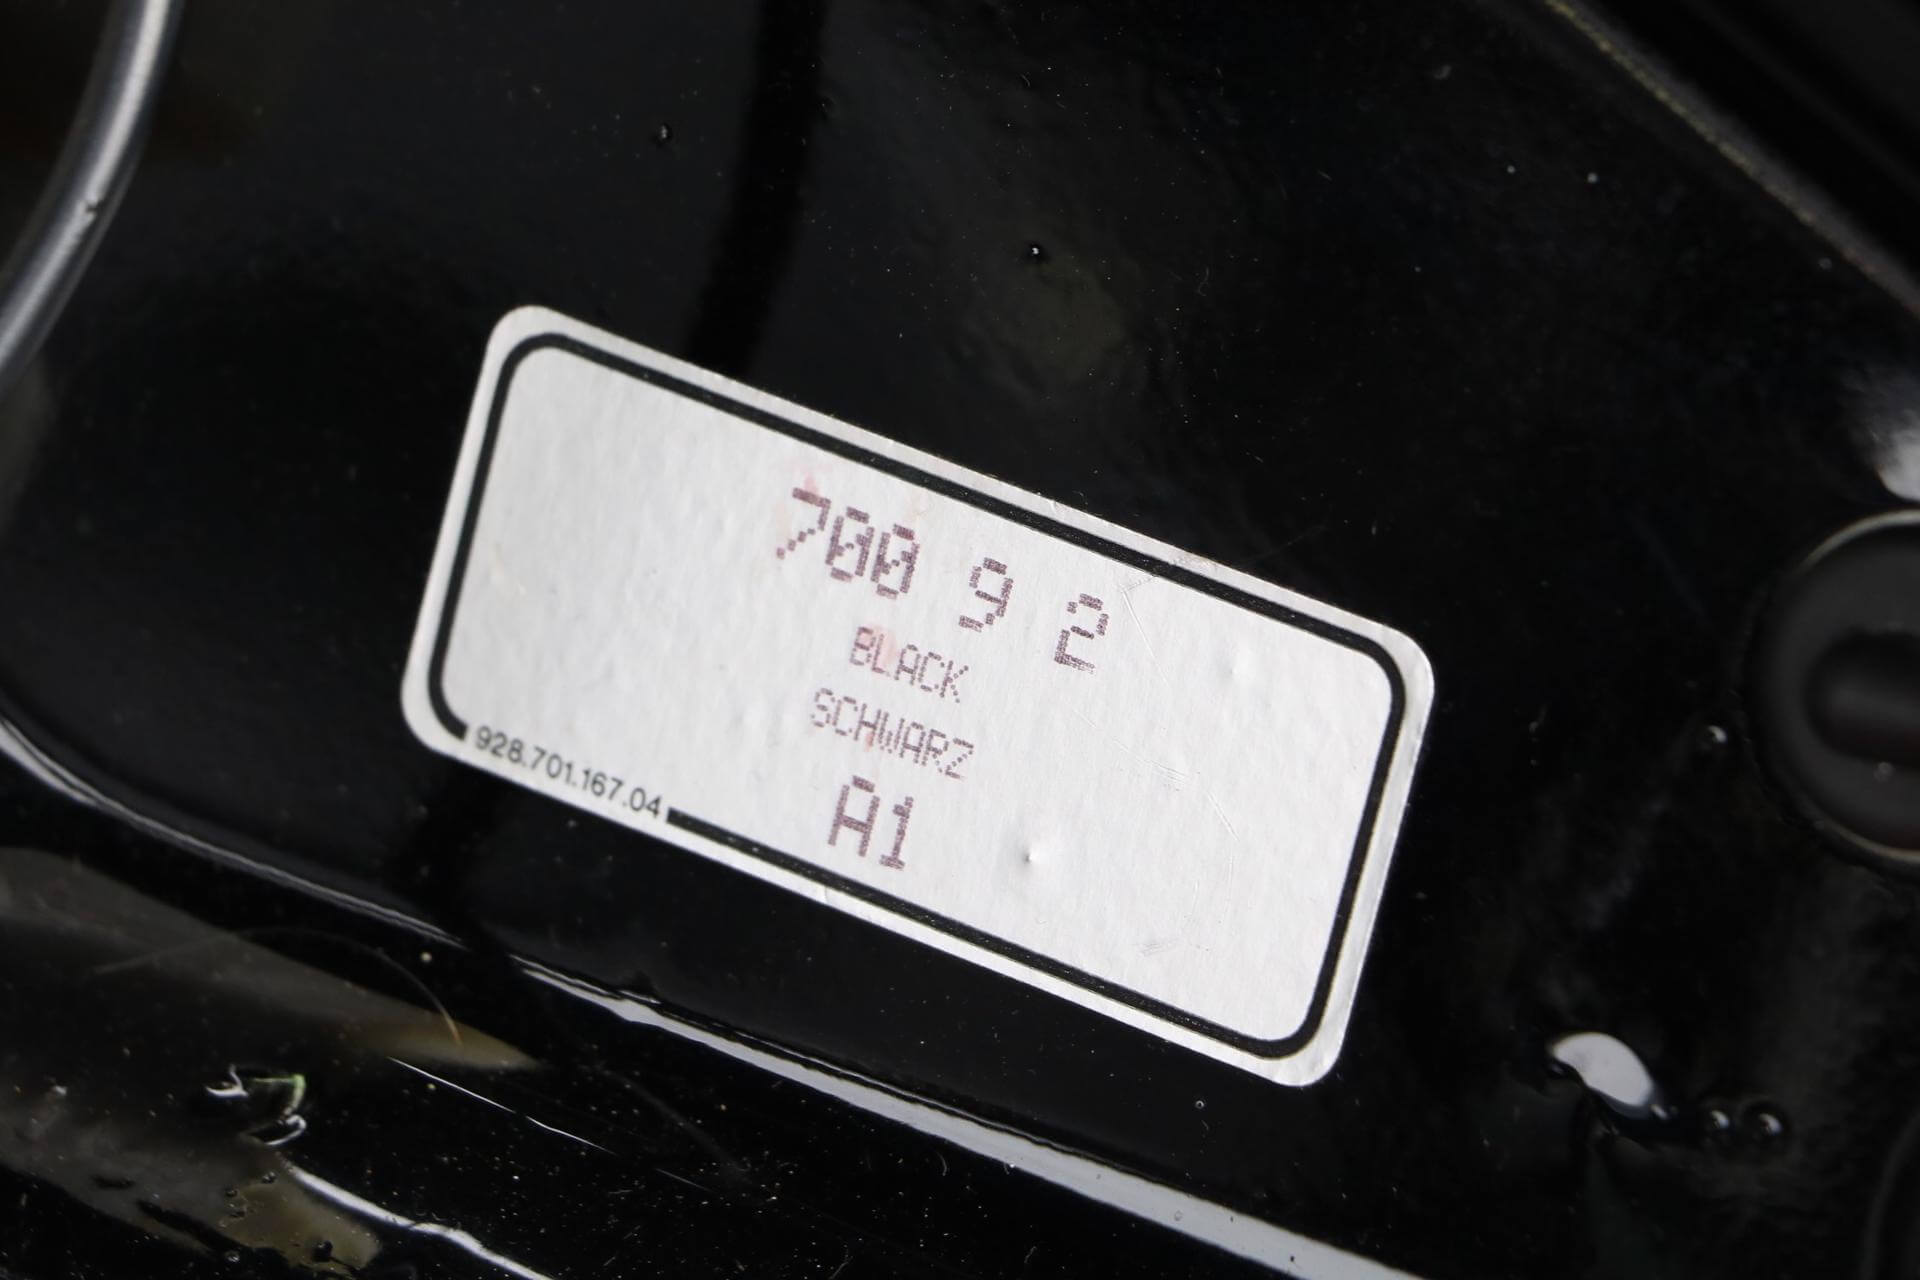 700 9 2
BLACK
SCHWARZ
A1
928.701.167.04